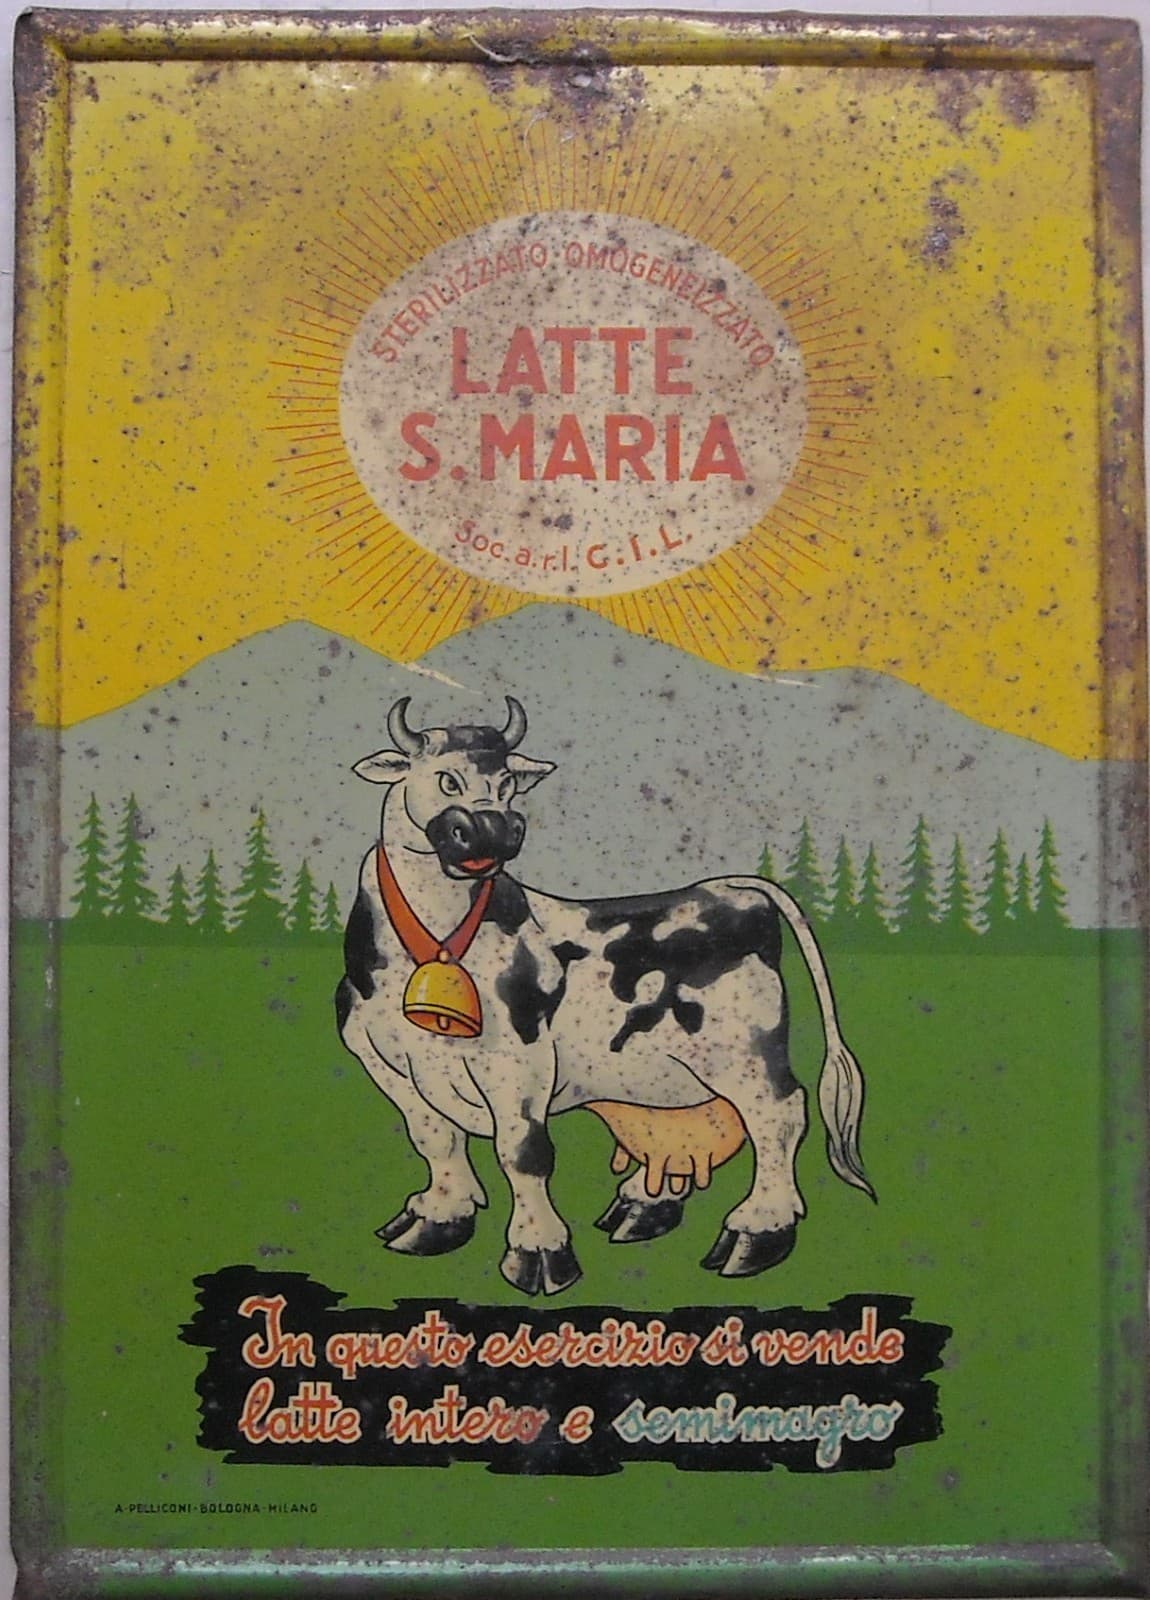 STERILIZZATO · OMOGENEIZZATO
LATTE
S. MARIA
Soc. a. r. l. G. I. L.
In questo esercizio si vende
latte intero e semimagro
A·PELLICONI·BOLOGNA·MILANO